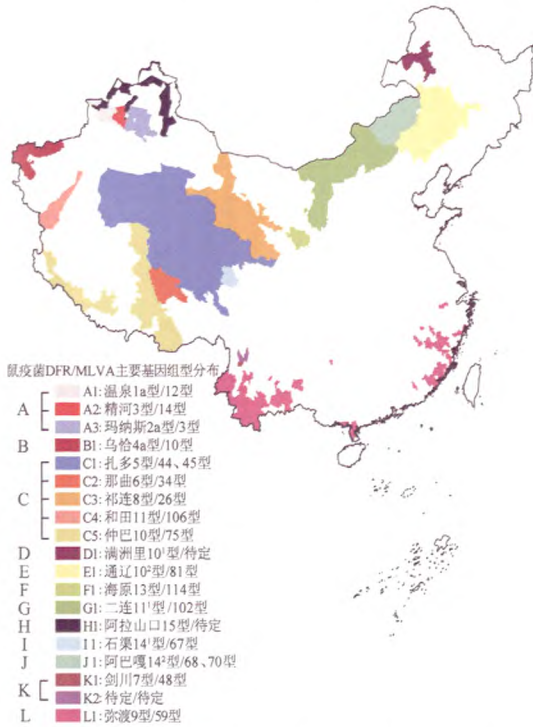 鼠疫菌DFR/MLVA主要基因组型分布
A
A1:温泉1a型/12型
A2:精河3型/14型
A3:玛纳斯2a型/3型
B
B1:乌恰4a型/10型
C
C1:扎多5型/44、45型
C2:那曲6型/34型
C3:祁连8型/26型
C4:和田11型/106型
C5:仲巴10型/75型
D
D1:满洲里10¹型/待定
E
E1:通辽10²型/81型
F
F1:海原13型/114型
G
G1:二连11¹型/102型
H
H1:阿拉山口15型/待定
I
I1:石渠14¹型/67型
J
J1:阿巴嘎14²型/68、70型
K
K1:剑川7型/48型
K2:待定/待定
L
L1:弥渡9型/59型